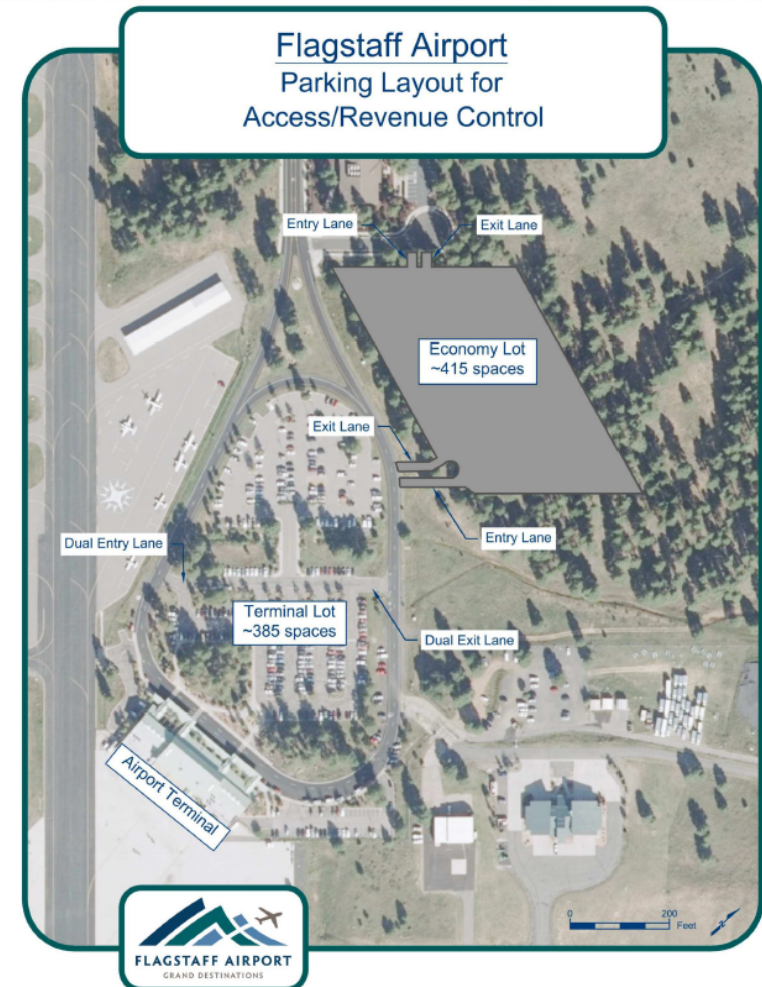 Flagstaff Airport
Parking Layout for
Access/Revenue Control
Entry Lane
Exit Lane
Economy Lot
~415 spaces
Exit Lane
Dual Entry Lane
Entry Lane
Terminal Lot
~385 spaces
Dual Exit Lane
Airport Terminal
0
200
Feet
FLAGSTAFF AIRPORT
GRAND DESTINATIONS